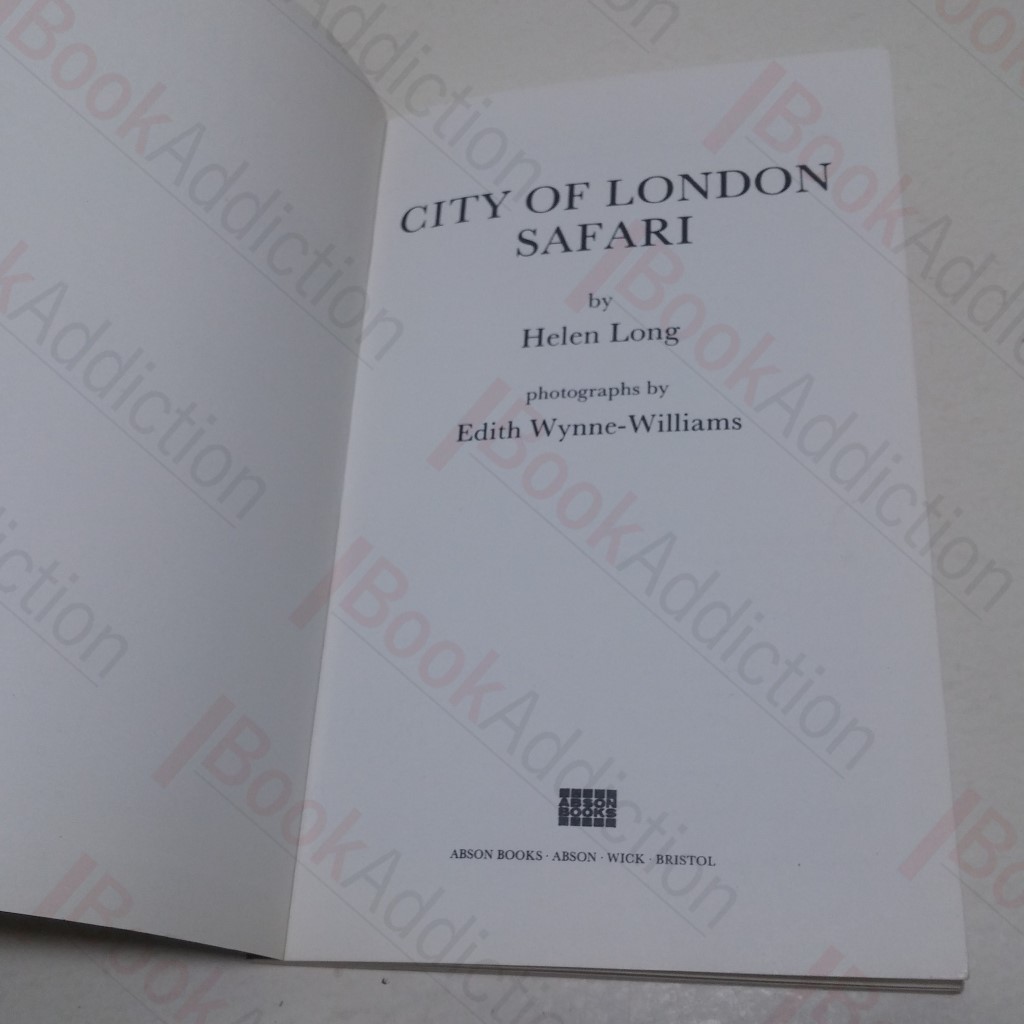 CITY OF LONDON
SAFARI
by
Helen Long
photographs by
Edith Wynne-Williams
ABSON
BOOKS
ABSON BOOKS · ABSON · WICK · BRISTOL
BookAddiction